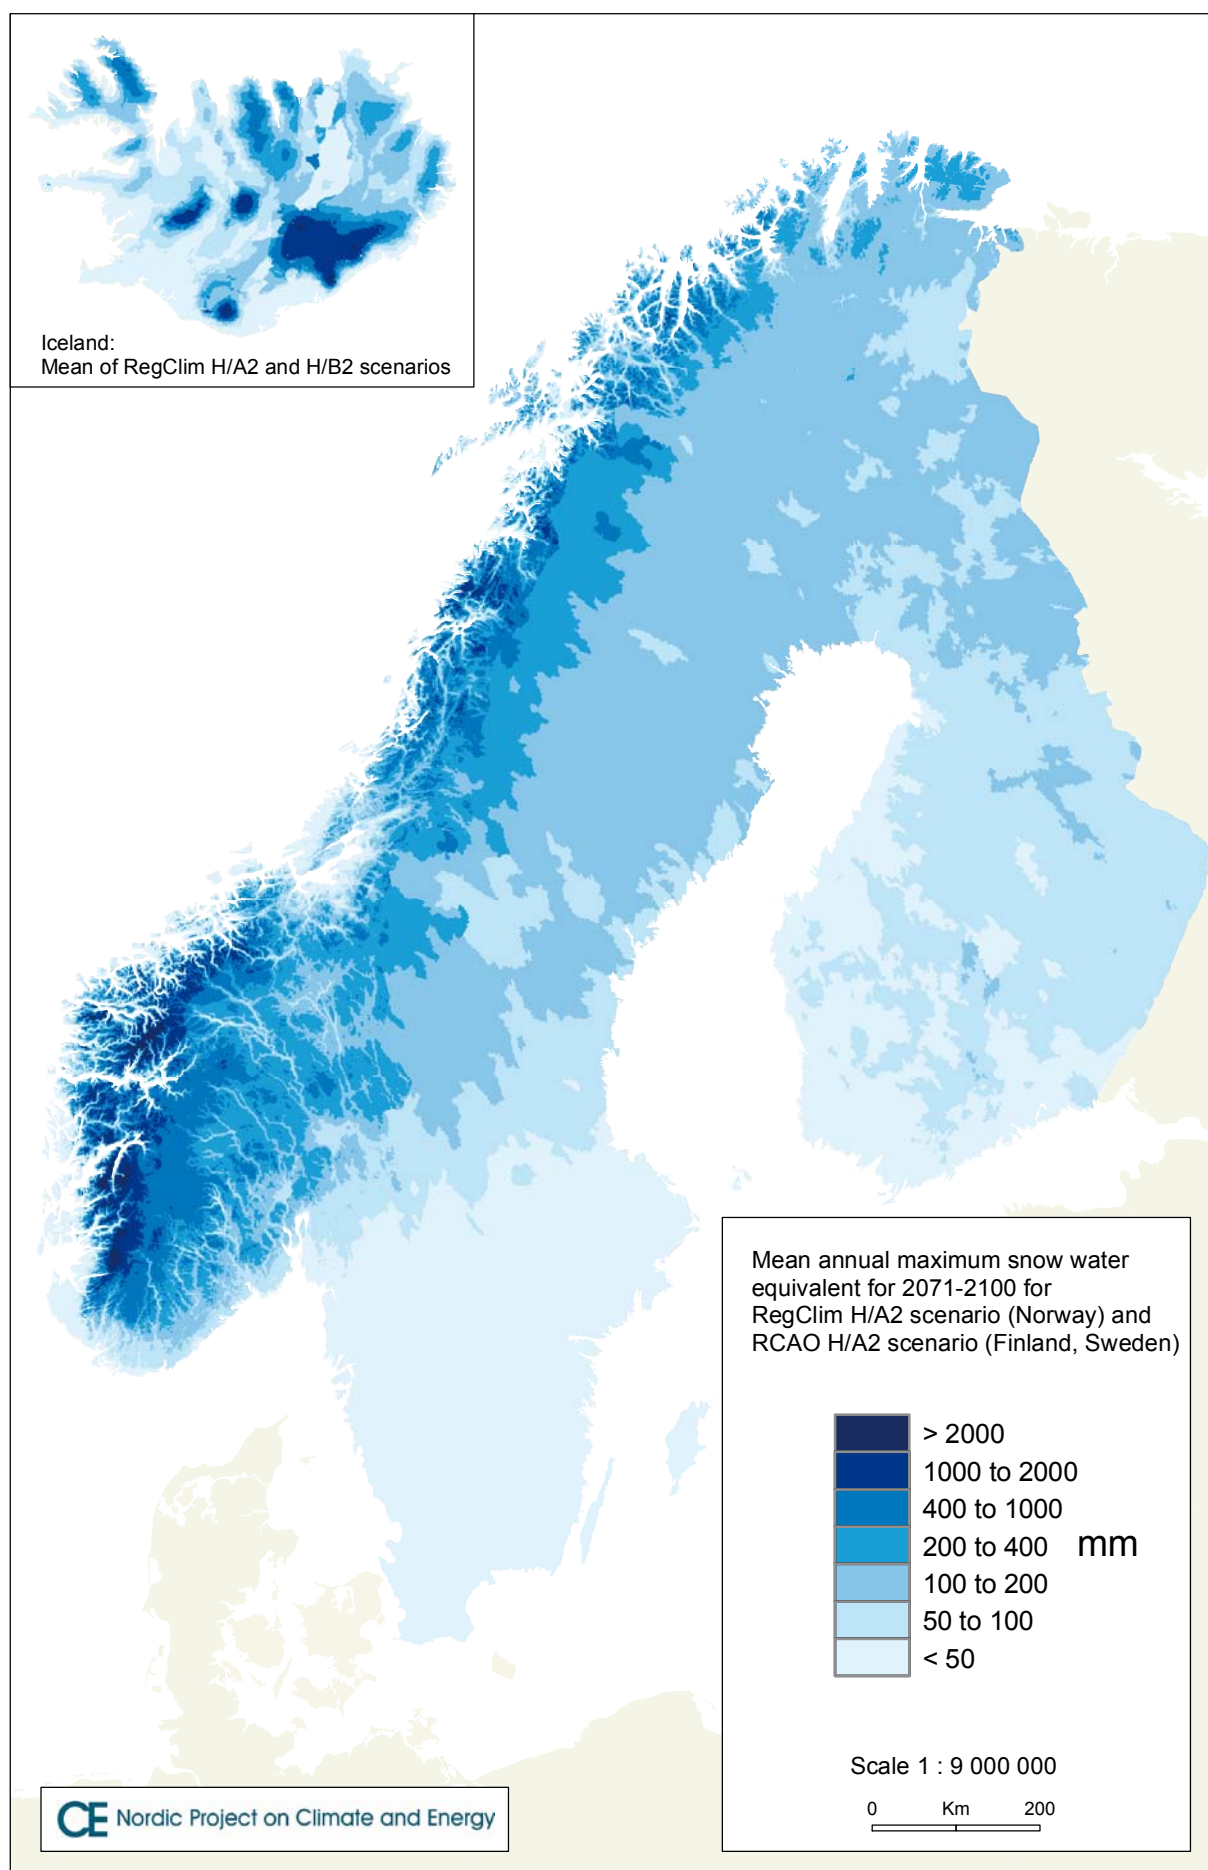 Iceland:
Mean of RegClim H/A2 and H/B2 scenarios
Mean annual maximum snow water
equivalent for 2071-2100 for
RegClim H/A2 scenario (Norway) and
RCAO H/A2 scenario (Finland, Sweden)
> 2000
1000 to 2000
400 to 1000
200 to 400 mm
100 to 200
50 to 100
< 50
Scale 1 : 9 000 000
0 Km 200
CE Nordic Project on Climate and Energy